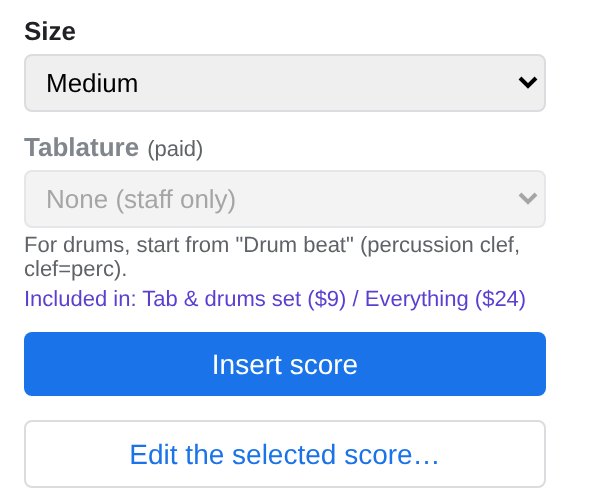 Size
Medium
Tablature (paid)
None (staff only)
For drums, start from "Drum beat" (percussion clef,
clef=perc).
Included in: Tab & drums set ($9) / Everything ($24)
Insert score
Edit the selected score…